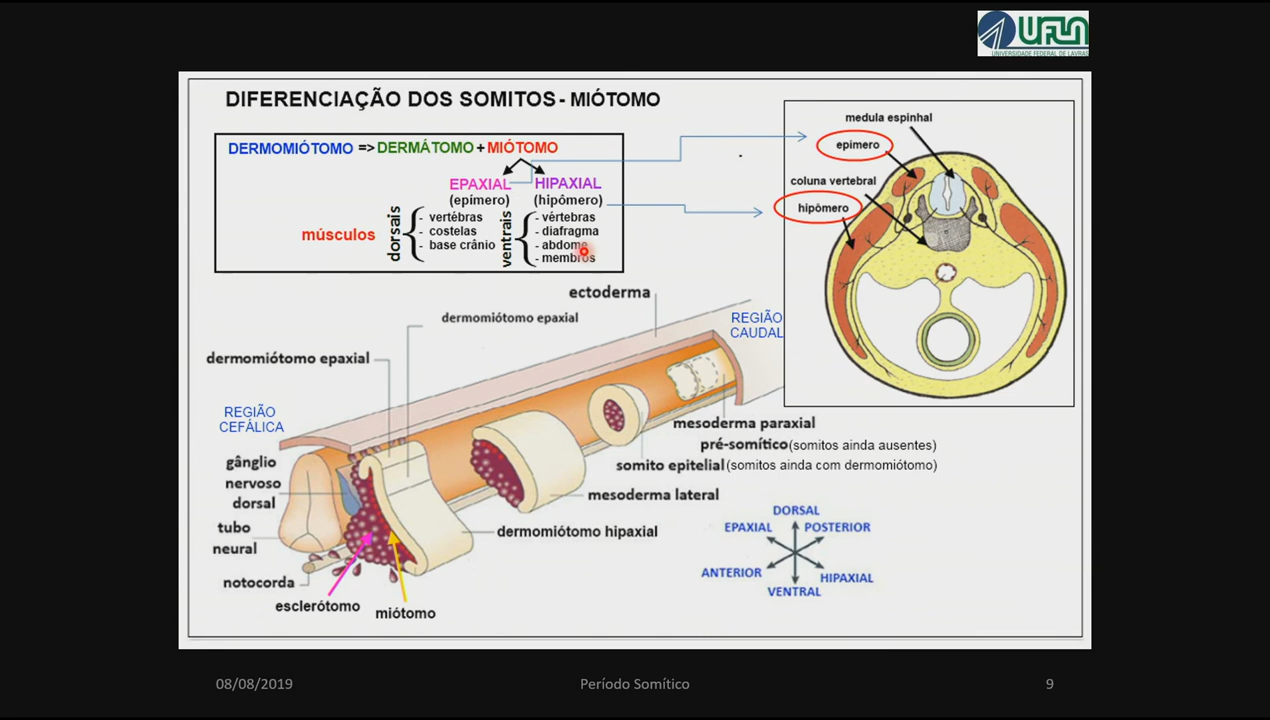 UFLA
UNIVERSIDADE FEDERAL DE LAVRAS
DIFERENCIAÇÃO DOS SOMITOS - MIÓTOMO
DERMOMIÓTOMO => DERMÁTOMO + MIÓTOMO
EPAXIAL HIPAXIAL
(epímero) (hipômero)
músculos
dorsais
- vertébras
- costelas
- base crânio
ventrais
- vértebras
- diafragma
- abdome
- membros
medula espinhal
epímero
coluna vertebral
hipômero
ectoderma
dermomiótomo epaxial
REGIÃO
CAUDAL
dermomiótomo epaxial
REGIÃO
CEFÁLICA
mesoderma paraxial
pré-somítico (somitos ainda ausentes)
somito epitelial (somitos ainda com dermomiótomo)
gânglio
nervoso
dorsal
mesoderma lateral
tubo
neural
dermomiótomo hipaxial
notocorda
esclerótomo
miótomo
DORSAL
EPAXIAL POSTERIOR
ANTERIOR HIPAXIAL
VENTRAL
08/08/2019 Período Somítico 9